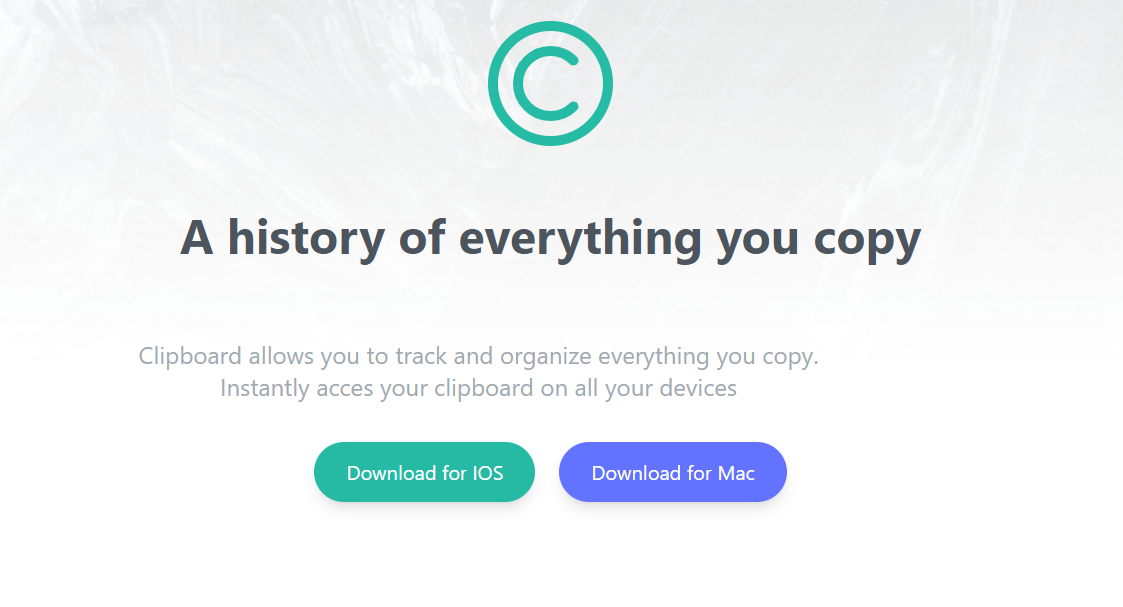 A history of everything you copy
Clipboard allows you to track and organize everything you copy.
Instantly acces your clipboard on all your devices
Download for IOS
Download for Mac